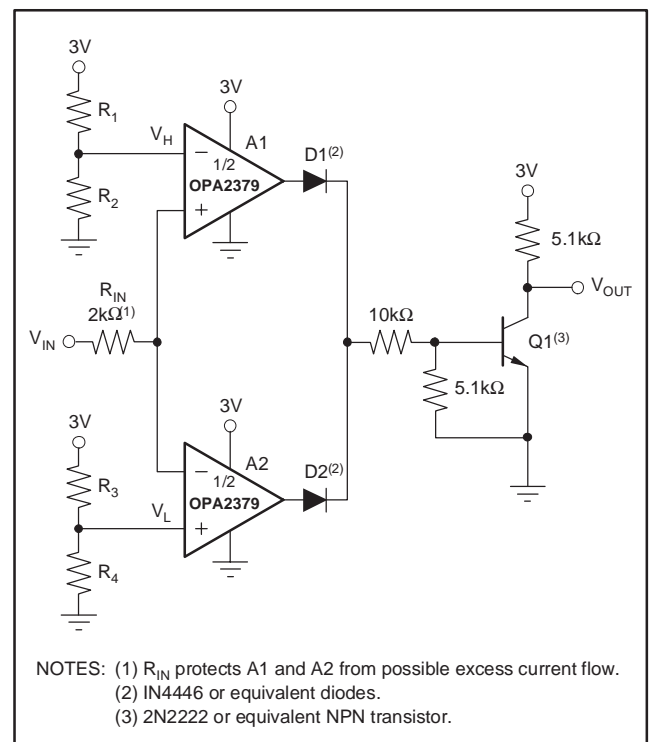 3V
R1
VH
R2
3V
A1
−
1/2
OPA2379
+
D1(2)
3V
5.1kΩ
VOUT
RIN
2kΩ(1)
VIN
10kΩ
Q1(3)
5.1kΩ
3V
R3
VL
R4
3V
A2
−
1/2
OPA2379
+
D2(2)
NOTES: (1) RIN protects A1 and A2 from possible excess current flow.
(2) IN4446 or equivalent diodes.
(3) 2N2222 or equivalent NPN transistor.